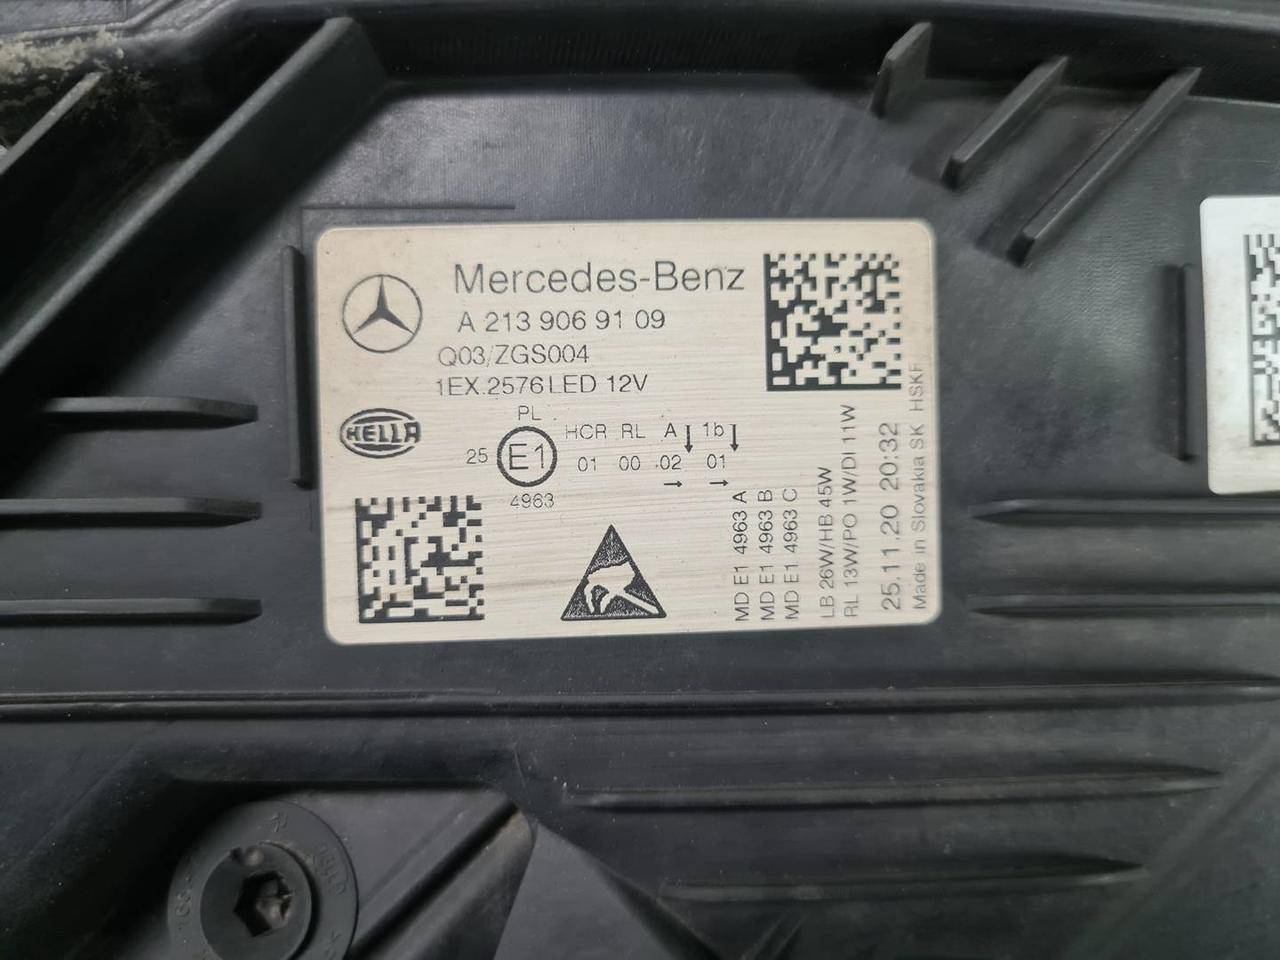 Mercedes-Benz
A 213 906 91 09
Q03/ZGS004
1EX.2576 LED 12V
HELLA
PL
25 E1 HCR RL A 1b
01 00 .02 01
4963
MD E1 4963 A
MD E1 4963 B
MD E1 4963 C
LB 26W/HB 45W
RL 13W/PO 1W/DI 11W
25.11.20 20:32
Made in Slovakia SK HSKF